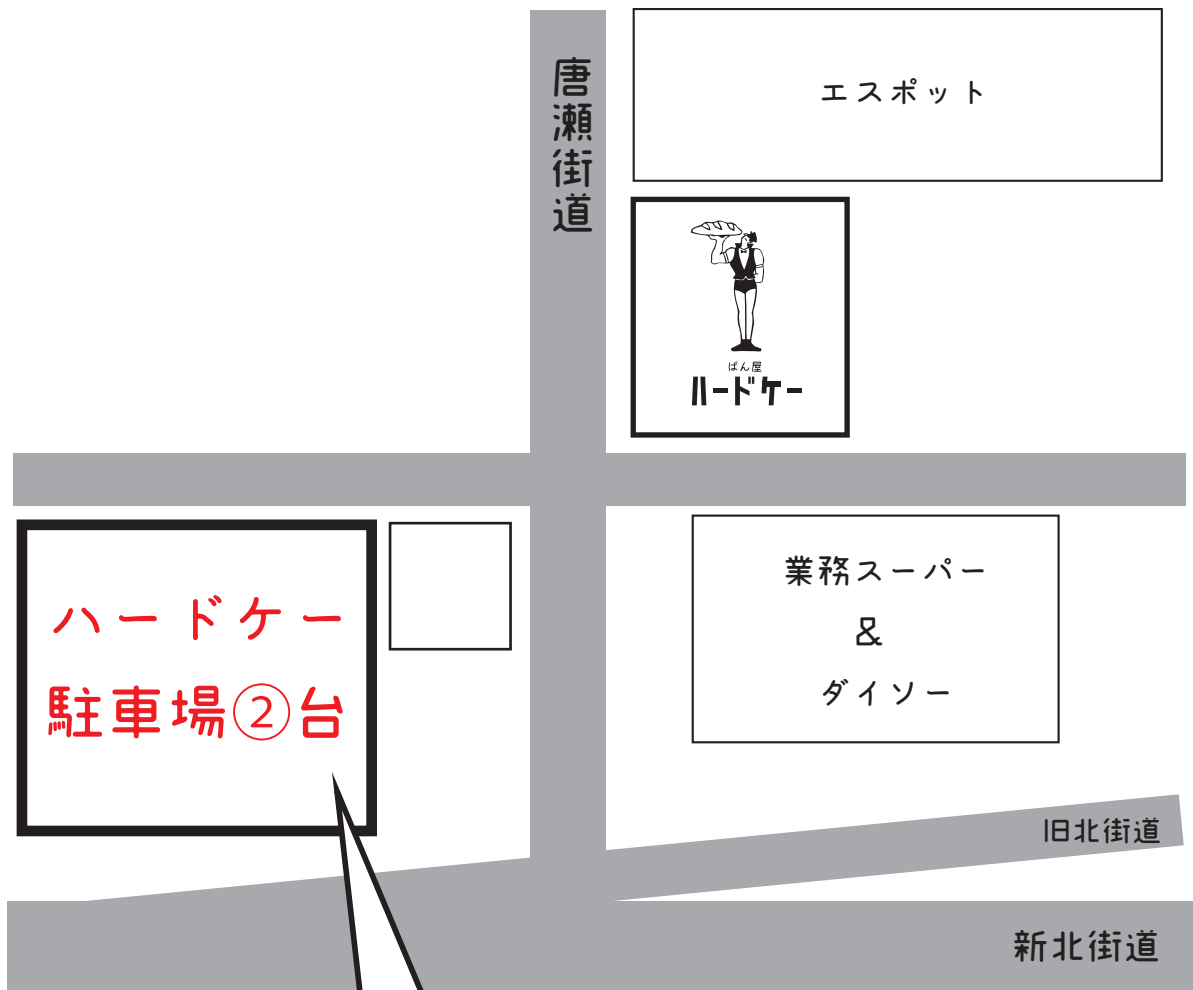 唐瀬街道
エスポット
ぱん屋
ハードケー
ハードケー
駐車場②台
業務スーパー
&
ダイソー
旧北街道
新北街道